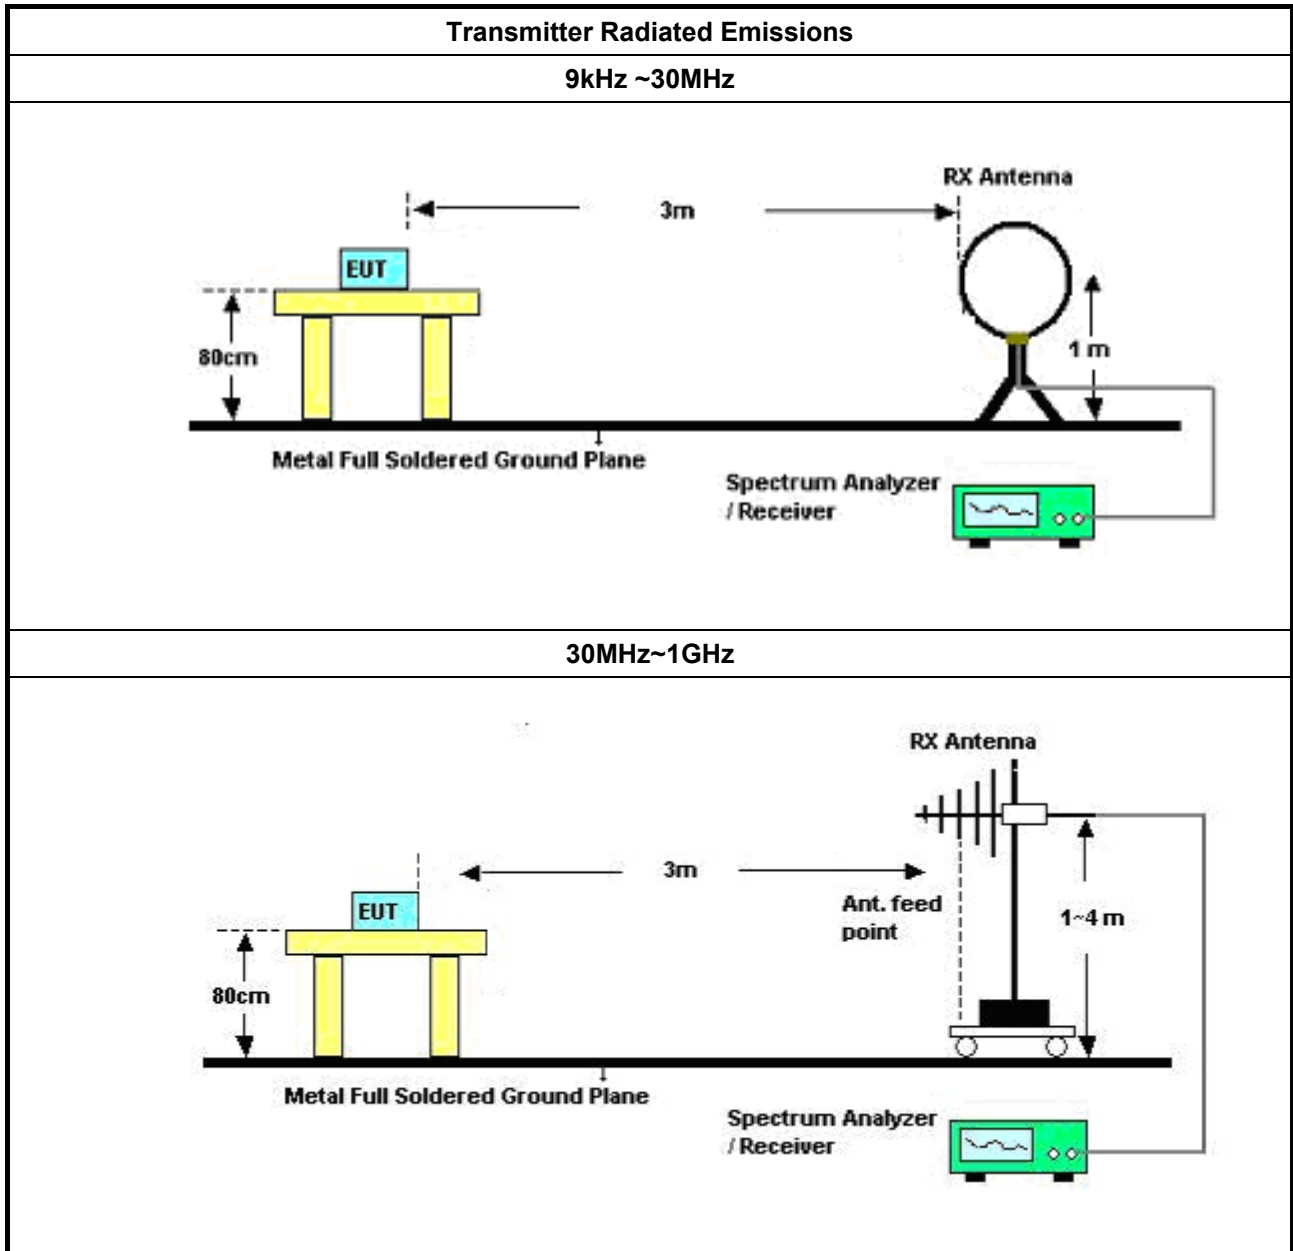 Transmitter Radiated Emissions
9kHz ~30MHz
RX Antenna
3m
EUT
80cm
1 m
Metal Full Soldered Ground Plane
Spectrum Analyzer
/ Receiver
30MHz~1GHz
RX Antenna
3m
EUT
Ant. feed
point
1~4 m
80cm
Metal Full Soldered Ground Plane
Spectrum Analyzer
/ Receiver